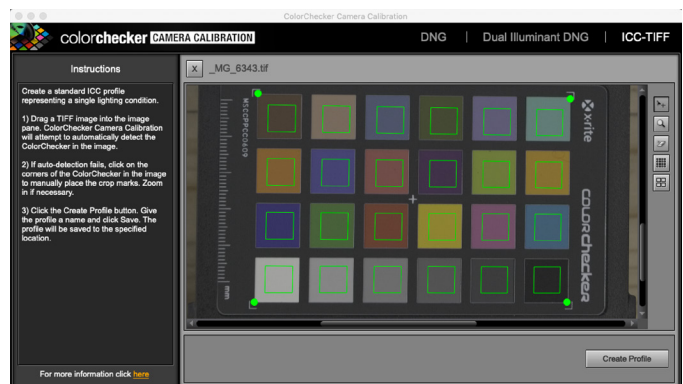 ColorChecker Camera Calibration
colorchecker CAMERA CALIBRATION
DNG | Dual Illuminant DNG | ICC-TIFF
Instructions
Create a standard ICC profile
representing a single lighting condition.
1) Drag a TIFF image into the image
pane. ColorChecker Camera Calibration
will attempt to automatically detect the
ColorChecker in the image.
2) If auto-detection fails, click on the
corners of the ColorChecker in the image
to manually place the crop marks. Zoom
in if necessary.
3) Click the Create Profile button. Give
the profile a name and click Save. The
profile will be saved to the specified
location.
For more information click here
X _MG_6343.tif
MSCCPPCC0609
mm
x-rite
colorchecker
Create Profile